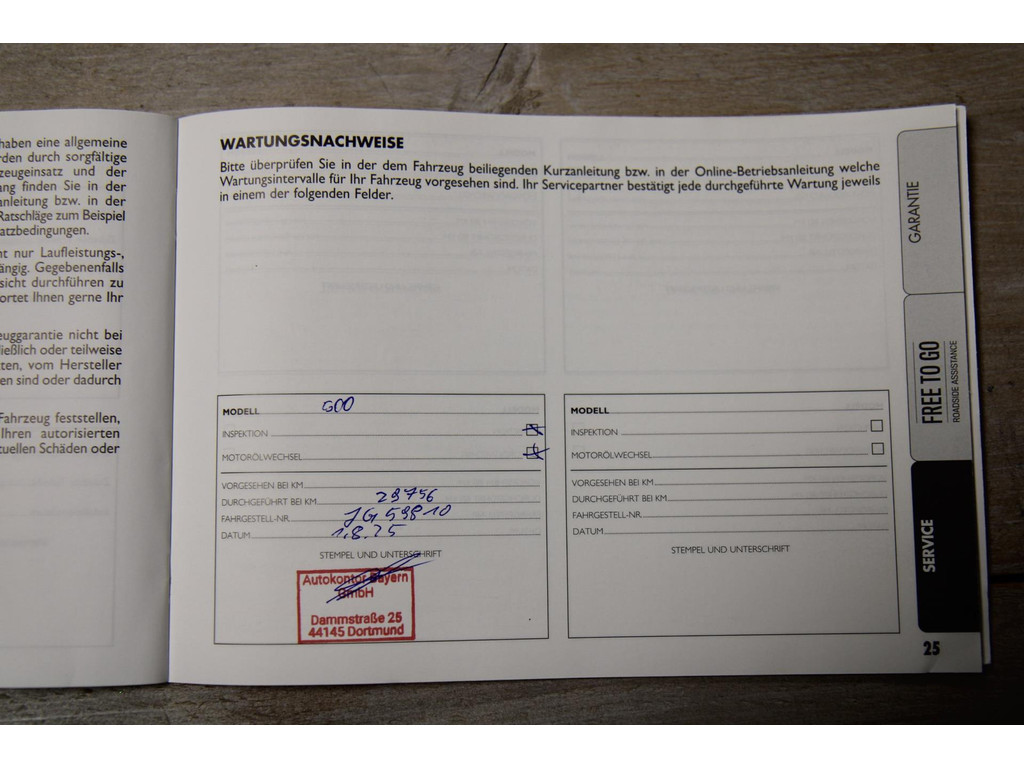 haben eine allgemeine
rden durch sorgfältige
zeugeinsatz und der
ng finden Sie in der
nleitung bzw. in der
Ratschläge zum Beispiel
atzbedingungen.
nt nur Laufleistungs-,
ängig. Gegebenenfalls
sicht durchführen zu
ortet Ihnen gerne Ihr
euggarantie nicht bei
ließlich oder teilweise
ten, vom Hersteller
en sind oder dadurch
Fahrzeug feststellen,
Ihren autorisierten
tuellen Schäden oder
WARTUNGSNACHWEISE
Bitte überprüfen Sie in der dem Fahrzeug beiliegenden Kurzanleitung bzw. in der Online-Betriebsanleitung welche
Wartungsintervalle für Ihr Fahrzeug vorgesehen sind. Ihr Servicepartner bestätigt jede durchgeführte Wartung jeweils
in einem der folgenden Felder.
MODELL 500
INSPEKTION
MOTORÖLWECHSEL
VORGESEHEN BEI KM
DURCHGEFÜHRT BEI KM 29756
FAHRGESTELL-NR. JG59810
DATUM 1.8.25
STEMPEL UND UNTERSCHRIFT
Autokontor Bayern
GmbH
Dammstraße 25
44145 Dortmund
MODELL
INSPEKTION
MOTORÖLWECHSEL
VORGESEHEN BEI KM
DURCHGEFÜHRT BEI KM
FAHRGESTELL-NR.
DATUM
STEMPEL UND UNTERSCHRIFT
GARANTIE
FREE TO GO
ROADSIDE ASSISTANCE
SERVICE
25